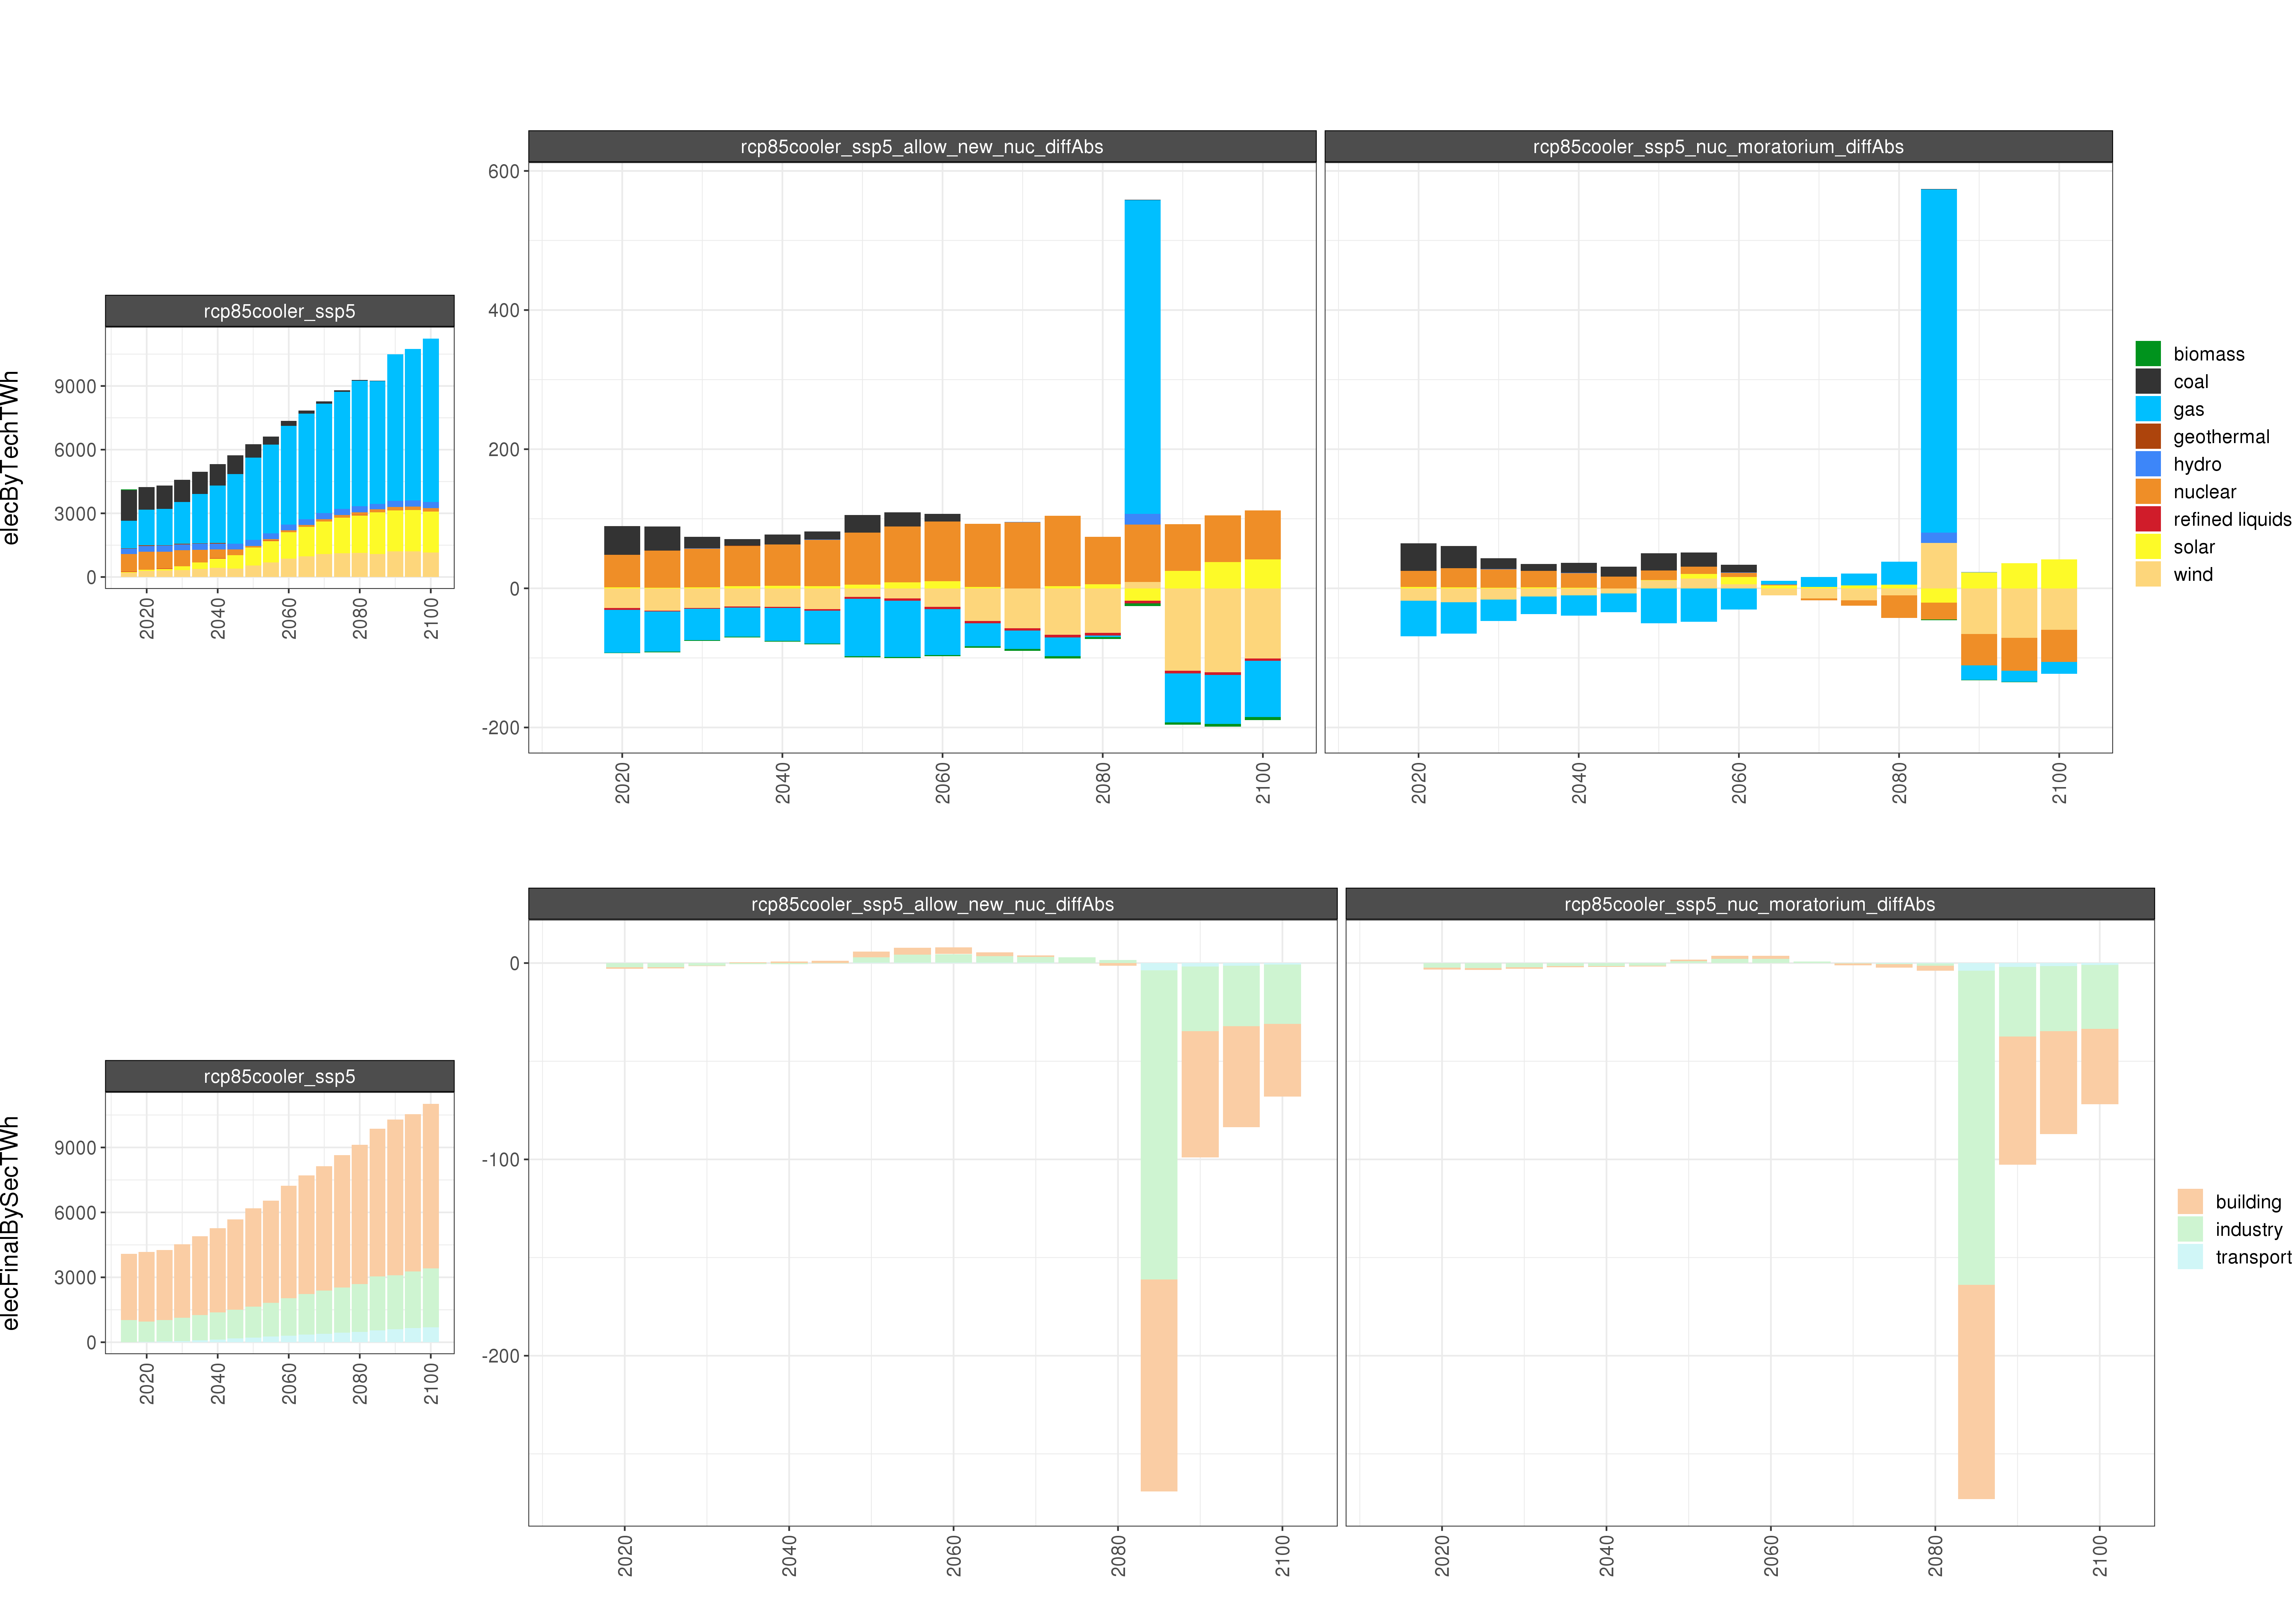 rcp85cooler_ssp5_allow_new_nuc_diffAbs
rcp85cooler_ssp5_nuc_moratorium_diffAbs
600
400
200
0
-200
2020
2040
2060
2080
2100
2020
2040
2060
2080
2100
rcp85cooler_ssp5
elecByTechTWh
9000
6000
3000
0
2020
2040
2060
2080
2100
biomass
coal
gas
geothermal
hydro
nuclear
refined liquids
solar
wind
rcp85cooler_ssp5_allow_new_nuc_diffAbs
rcp85cooler_ssp5_nuc_moratorium_diffAbs
0
-100
-200
2020
2040
2060
2080
2100
2020
2040
2060
2080
2100
rcp85cooler_ssp5
elecFinalBySecTWh
9000
6000
3000
0
2020
2040
2060
2080
2100
building
industry
transport